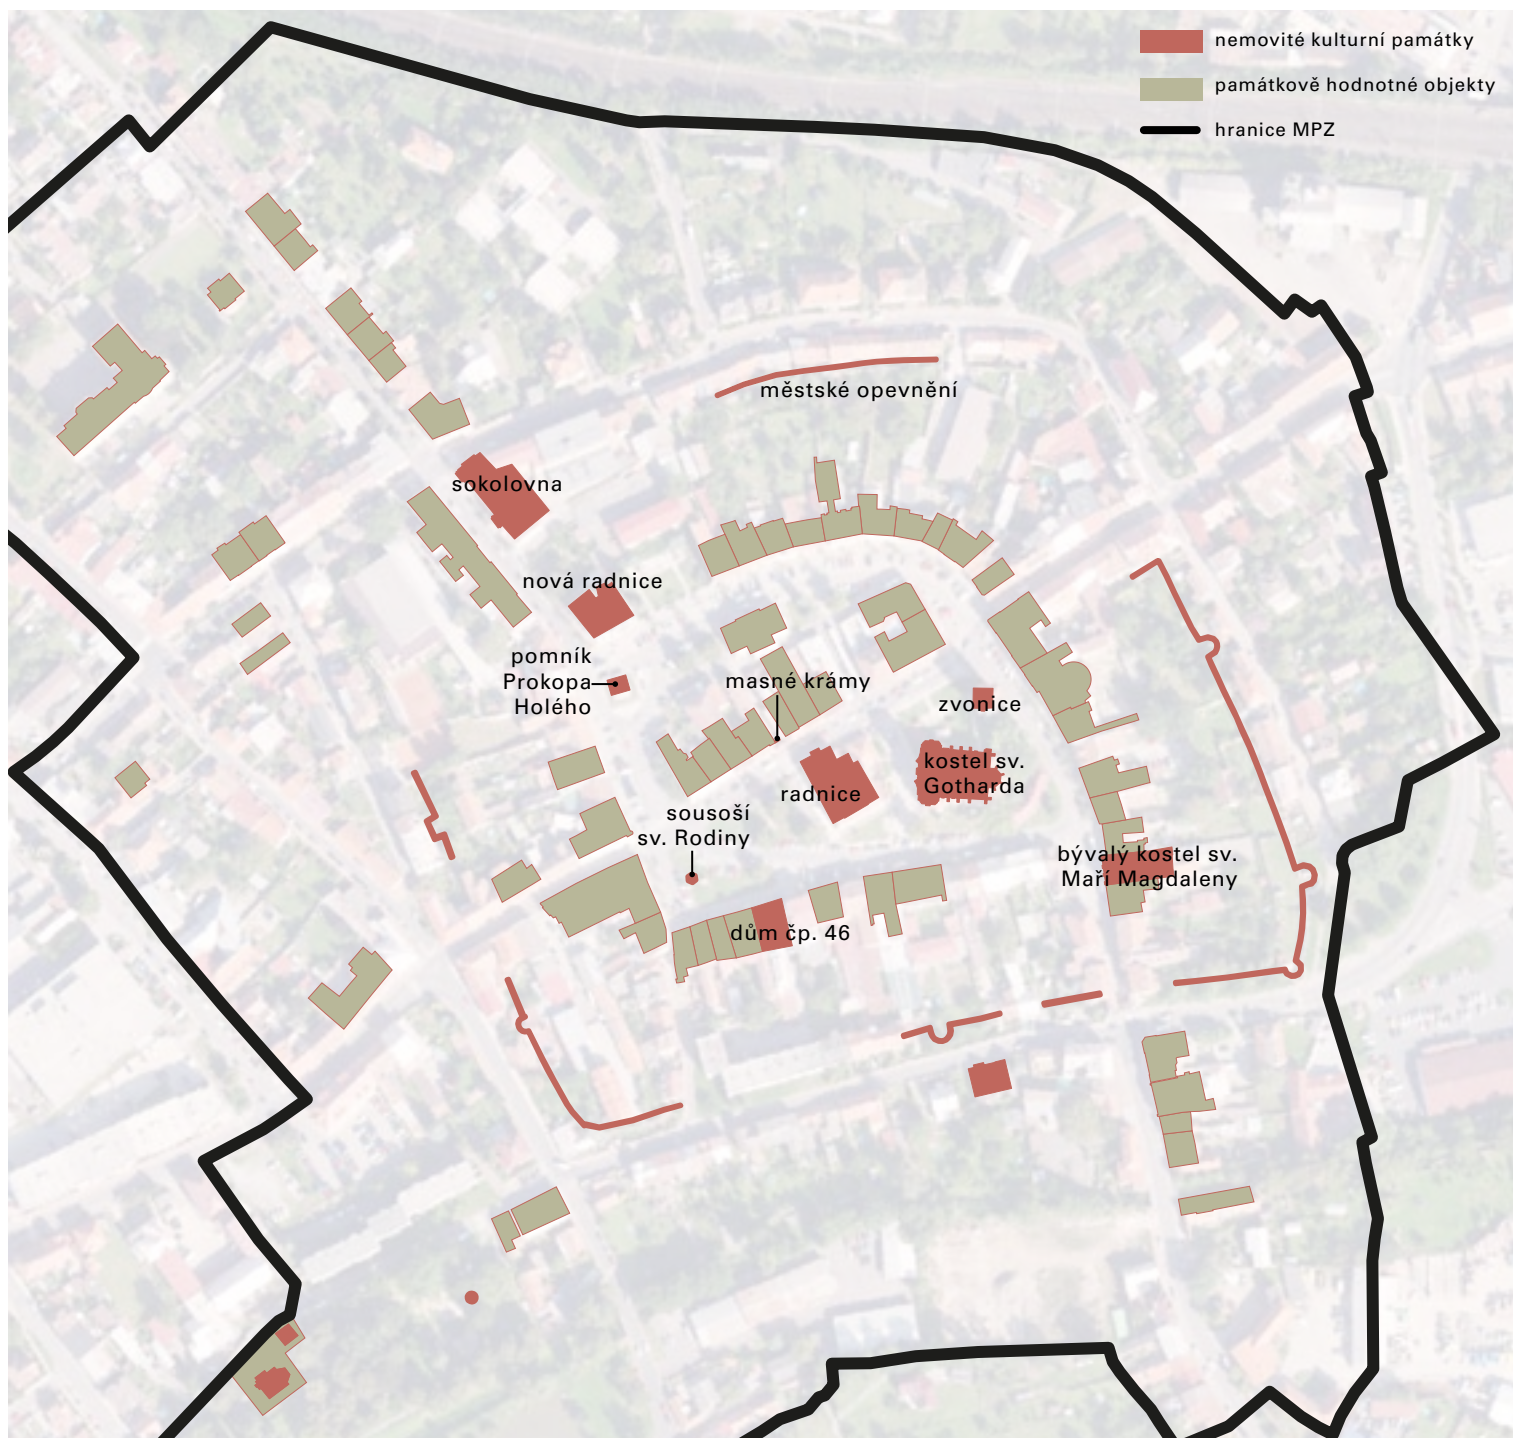 nemovité kulturní památky
památkově hodnotné objekty
hranice MPZ
městské opevnění
sokolovna
nová radnice
pomník
Prokopa
Holého
masné krámy
zvonice
kostel sv.
Gotharda
radnice
sousoší
sv. Rodiny
bývalý kostel sv.
Maří Magdaleny
dům čp. 46